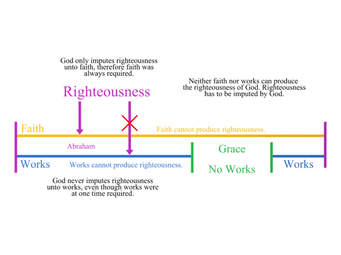 God only imputes righteousness
unto faith, therefore faith was
always required.
Righteousness
Neither faith nor works can produce
the righteousness of God. Righteousness
has to be imputed by God.
Faith
Faith cannot produce righteousness.
Abraham
Grace
Works
Works cannot produce righteousness.
Works
No Works
God never imputes righteousness
unto works, even though works were
at one time required.